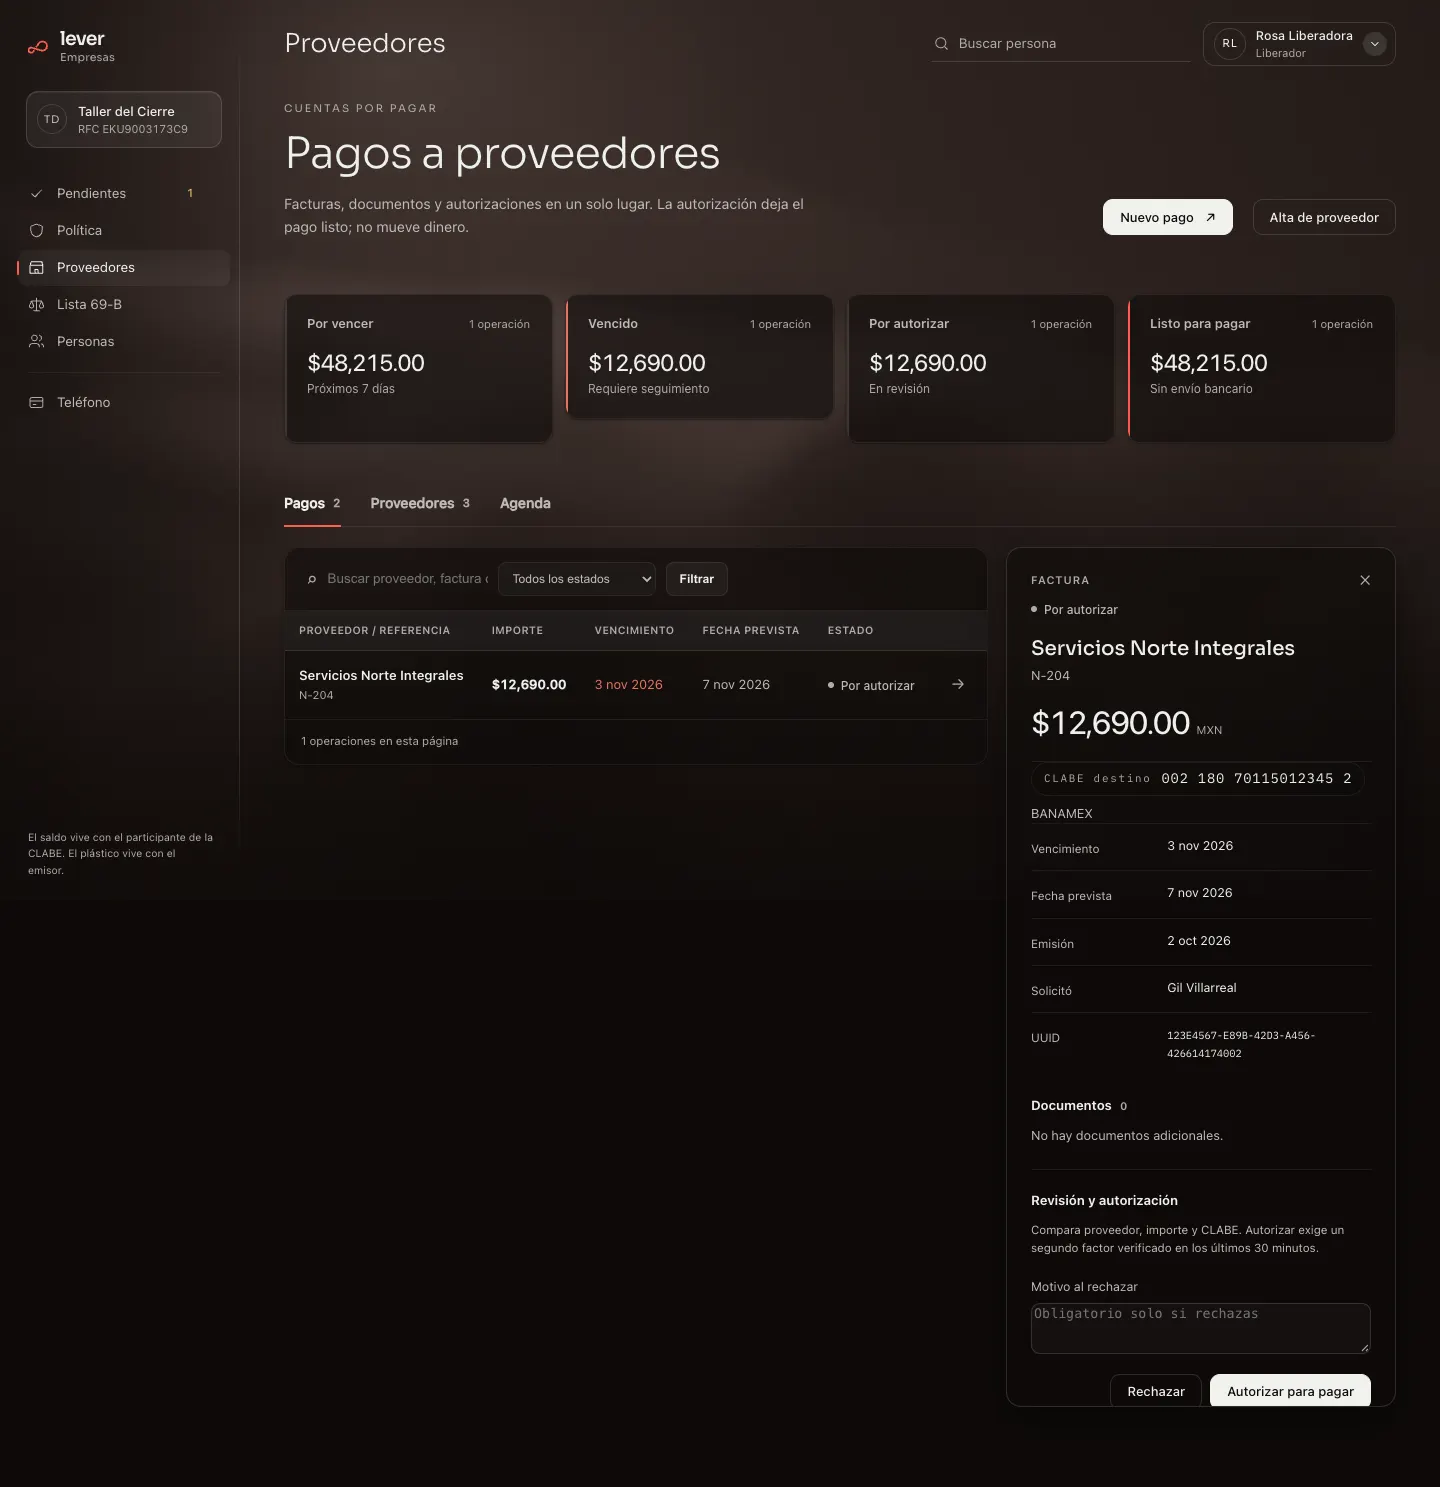 lever
Empresas
TD
Taller del Cierre
RFC EKU9003173C9
Pendientes 1
Política
Proveedores
Lista 69-B
Personas
Teléfono
El saldo vive con el participante de la
CLABE. El plástico vive con el
emisor.
Proveedores
Buscar persona
RL
Rosa Liberadora
Liberador
CUENTAS POR PAGAR
Pagos a proveedores
Facturas, documentos y autorizaciones en un solo lugar. La autorización deja el
pago listo; no mueve dinero.
Nuevo pago
Alta de proveedor
Por vencer 1 operación
$48,215.00
Próximos 7 días
Vencido 1 operación
$12,690.00
Requiere seguimiento
Por autorizar 1 operación
$12,690.00
En revisión
Listo para pagar 1 operación
$48,215.00
Sin envío bancario
Pagos 2 Proveedores 3 Agenda
Buscar proveedor, factura Todos los estados Filtrar
PROVEEDOR / REFERENCIA IMPORTE VENCIMIENTO FECHA PREVISTA ESTADO
Servicios Norte Integrales
N-204
$12,690.00 3 nov 2026 7 nov 2026 Por autorizar
1 operaciones en esta página
FACTURA
Por autorizar
Servicios Norte Integrales
N-204
$12,690.00 MXN
CLABE destino 002 180 70115012345 2
BANAMEX
Vencimiento 3 nov 2026
Fecha prevista 7 nov 2026
Emisión 2 oct 2026
Solicitó Gil Villarreal
UUID 123E4567-E89B-42D3-A456-
426614174002
Documentos 0
No hay documentos adicionales.
Revisión y autorización
Compara proveedor, importe y CLABE. Autorizar exige un
segundo factor verificado en los últimos 30 minutos.
Motivo al rechazar
Obligatorio solo si rechazas
Rechazar Autorizar para pagar